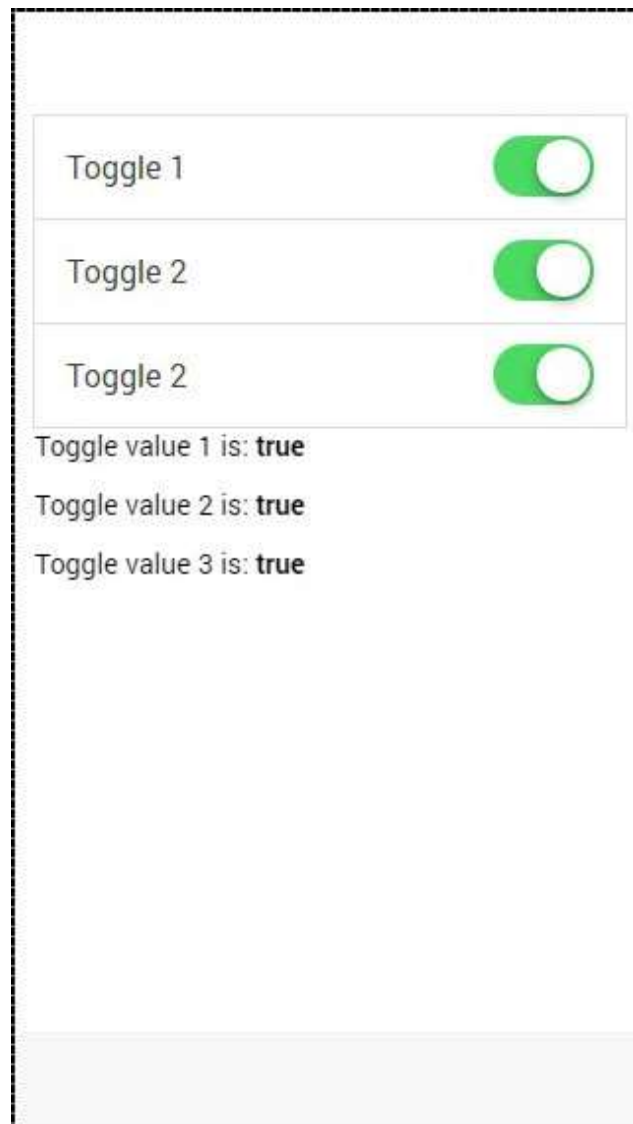 Toggle 1
Toggle 2
Toggle 2
Toggle value 1 is: true
Toggle value 2 is: true
Toggle value 3 is: true